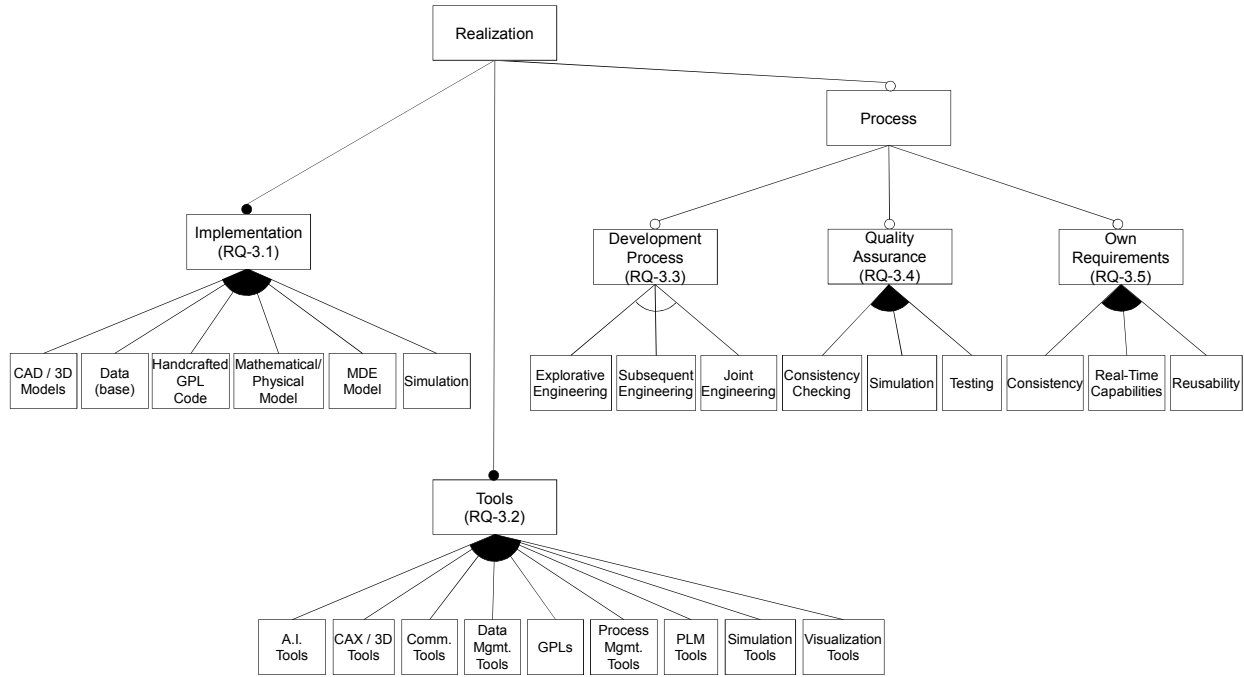 Realization
Process
Implementation
(RQ-3.1)
Development
Process
(RQ-3.3)
Quality
Assurance
(RQ-3.4)
Own
Requirements
(RQ-3.5)
CAD / 3D
Models
Data
(base)
Handcrafted
GPL
Code
Mathematical/
Physical
Model
MDE
Model
Simulation
Explorative
Engineering
Subsequent
Engineering
Joint
Engineering
Consistency
Checking
Simulation
Testing
Consistency
Real-Time
Capabilities
Reusability
Tools
(RQ-3.2)
A.I.
Tools
CAX / 3D
Tools
Comm.
Tools
Data
Mgmt.
Tools
GPLs
Process
Mgmt.
Tools
PLM
Tools
Simulation
Tools
Visualization
Tools